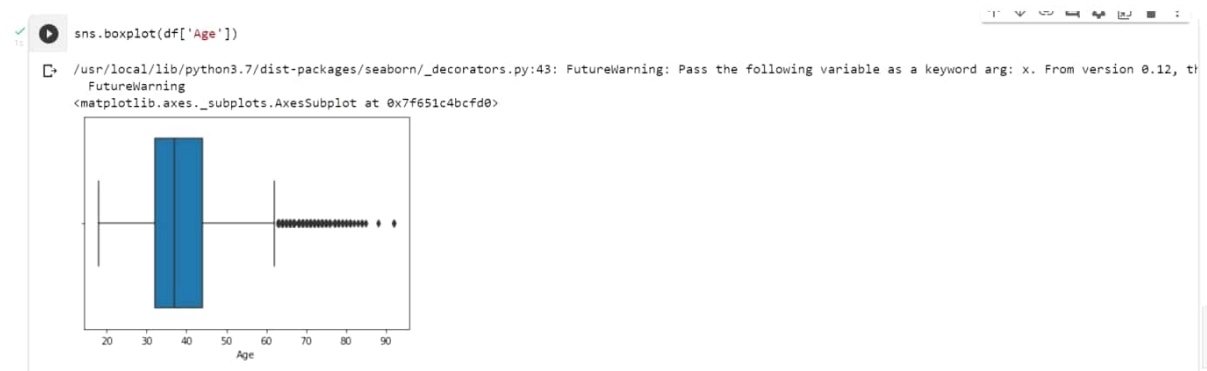 sns.boxplot(df['Age'])
1s
/usr/local/lib/python3.7/dist-packages/seaborn/_decorators.py:43: FutureWarning: Pass the following variable as a keyword arg: x. From version 0.12,
FutureWarning
<matplotlib.axes._subplots.AxesSubplot at 0x7f651c4bcfd0>
20 30 40 50 60 70 80 90
Age